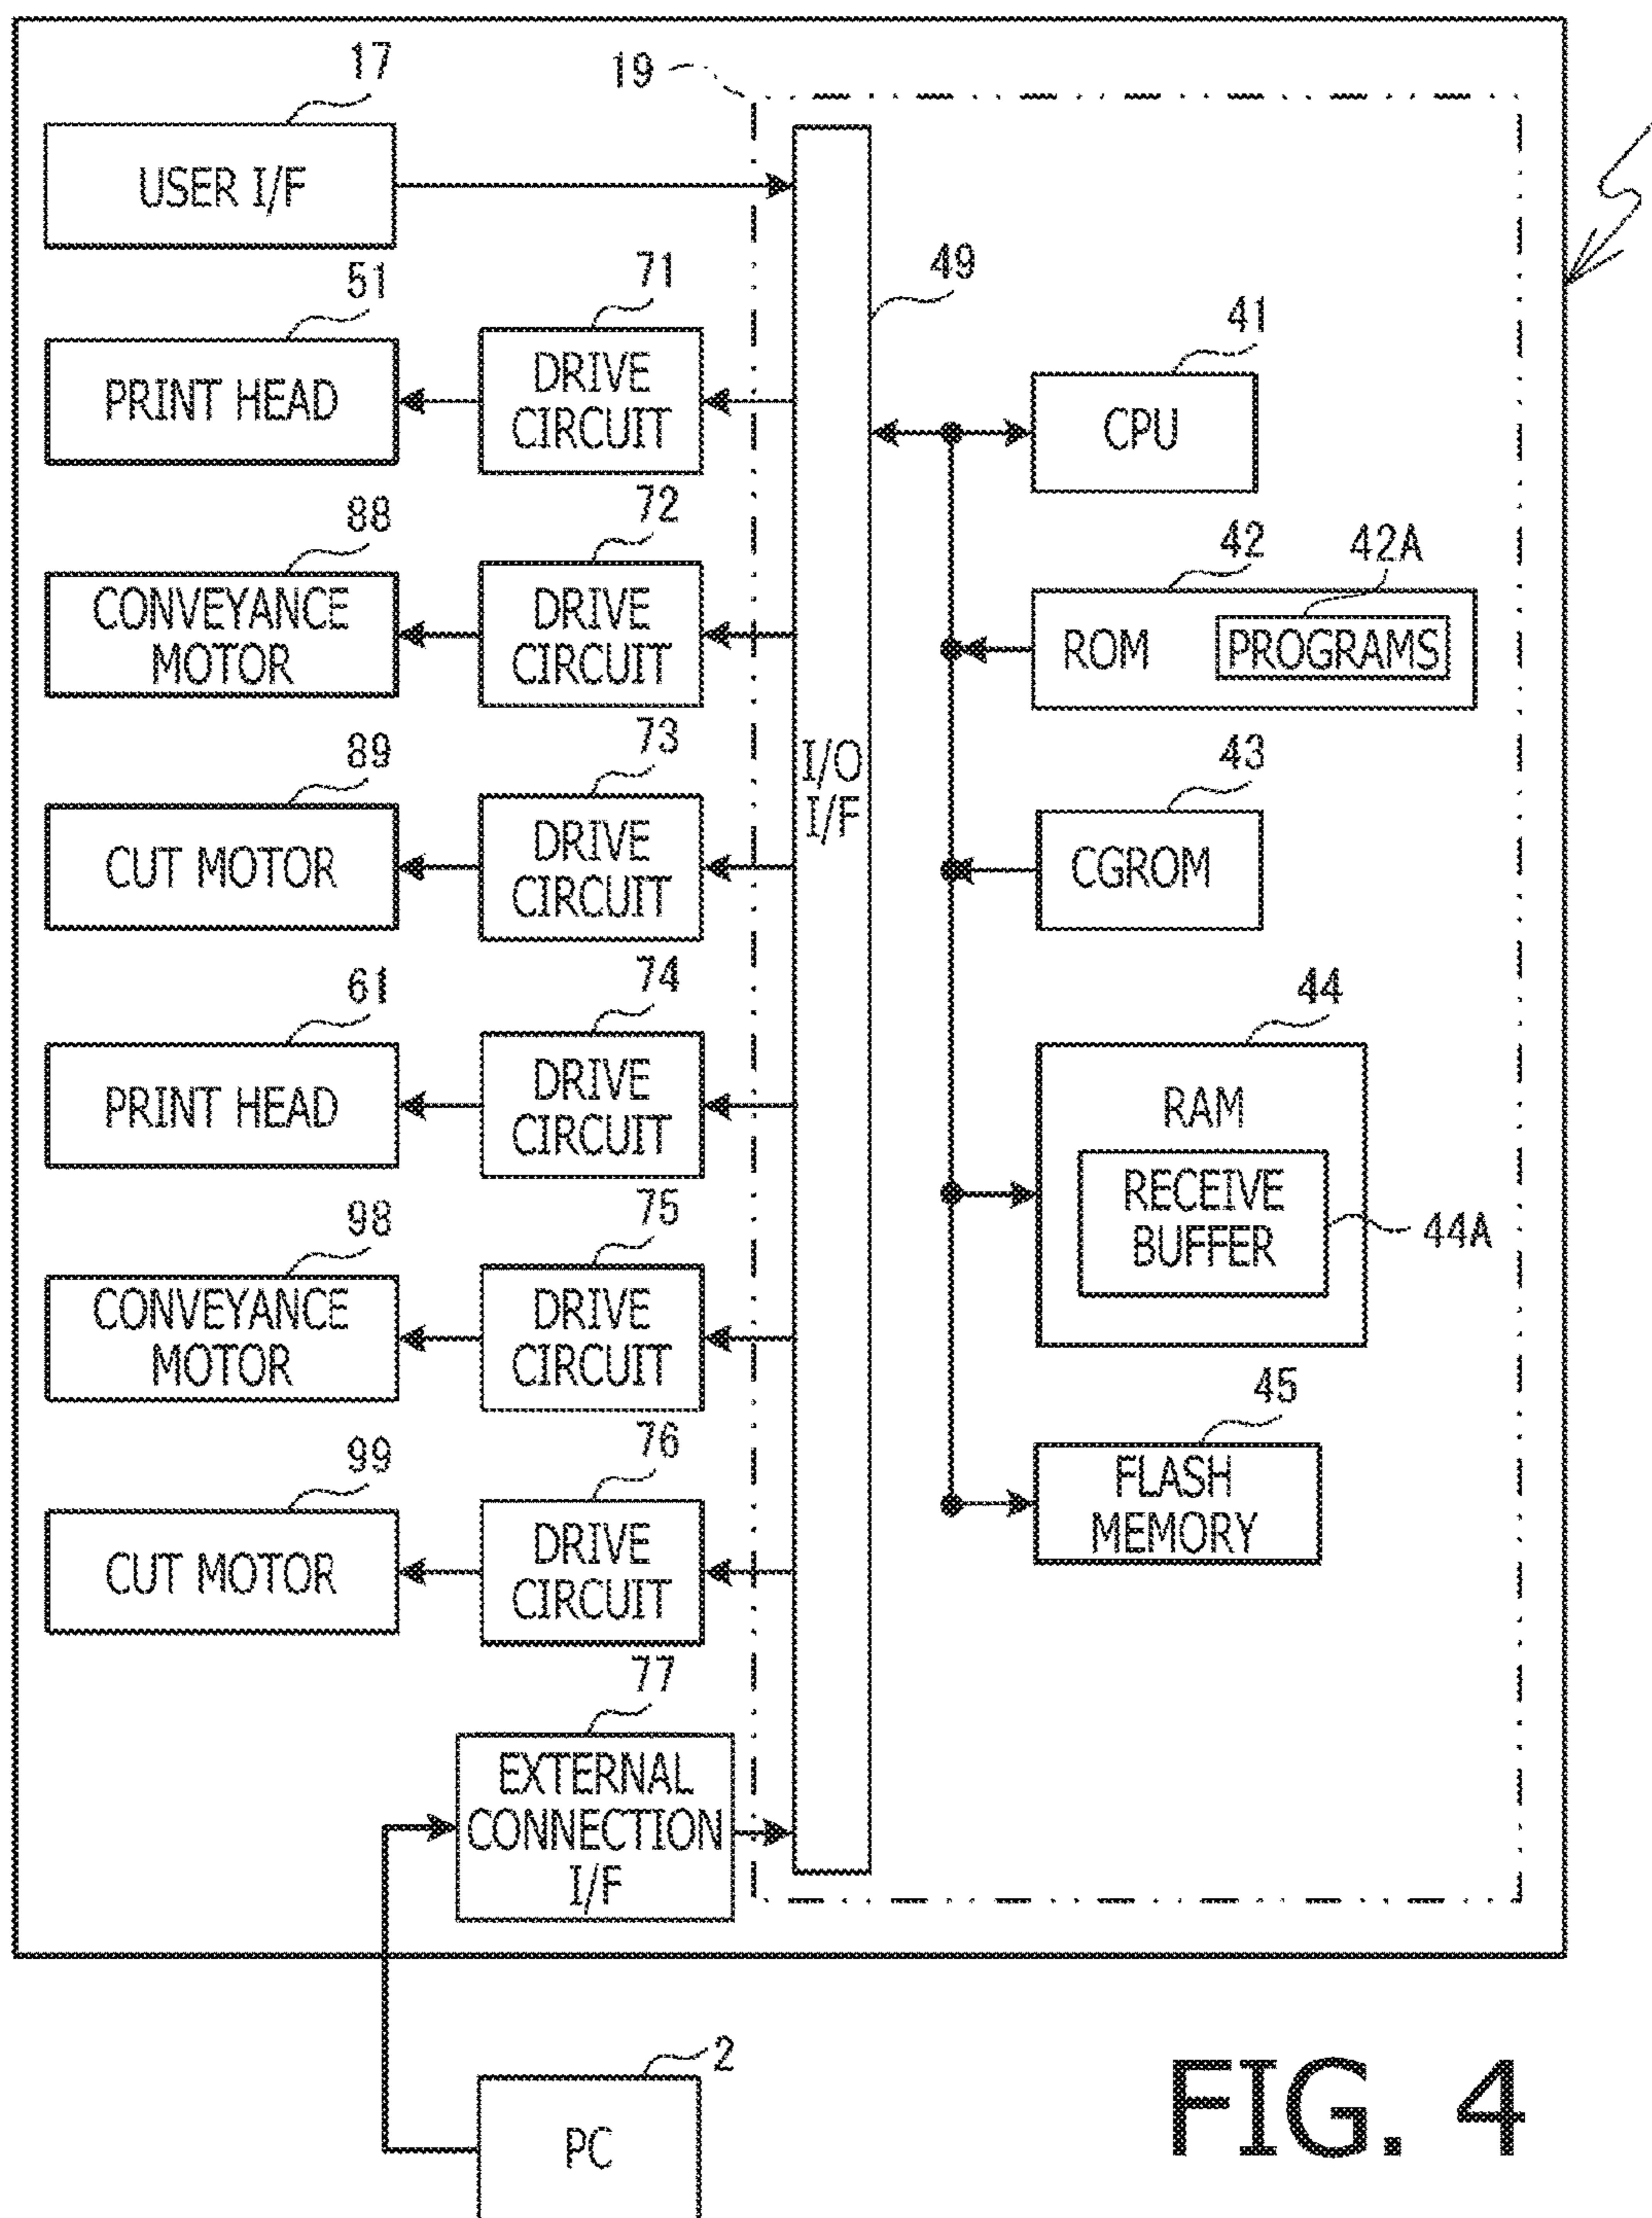 17
USER I/F
19
49
51
PRINT HEAD
71
DRIVE
CIRCUIT
41
CPU
88
CONVEYANCE
MOTOR
72
DRIVE
CIRCUIT
42
ROM
42A
PROGRAMS
89
CUT MOTOR
73
DRIVE
CIRCUIT
I/O
I/F
43
CGROM
61
PRINT HEAD
74
DRIVE
CIRCUIT
44
RAM
RECEIVE
BUFFER
44A
98
CONVEYANCE
MOTOR
75
DRIVE
CIRCUIT
45
FLASH
MEMORY
99
CUT MOTOR
76
DRIVE
CIRCUIT
77
EXTERNAL
CONNECTION
I/F
2
PC
FIG. 4